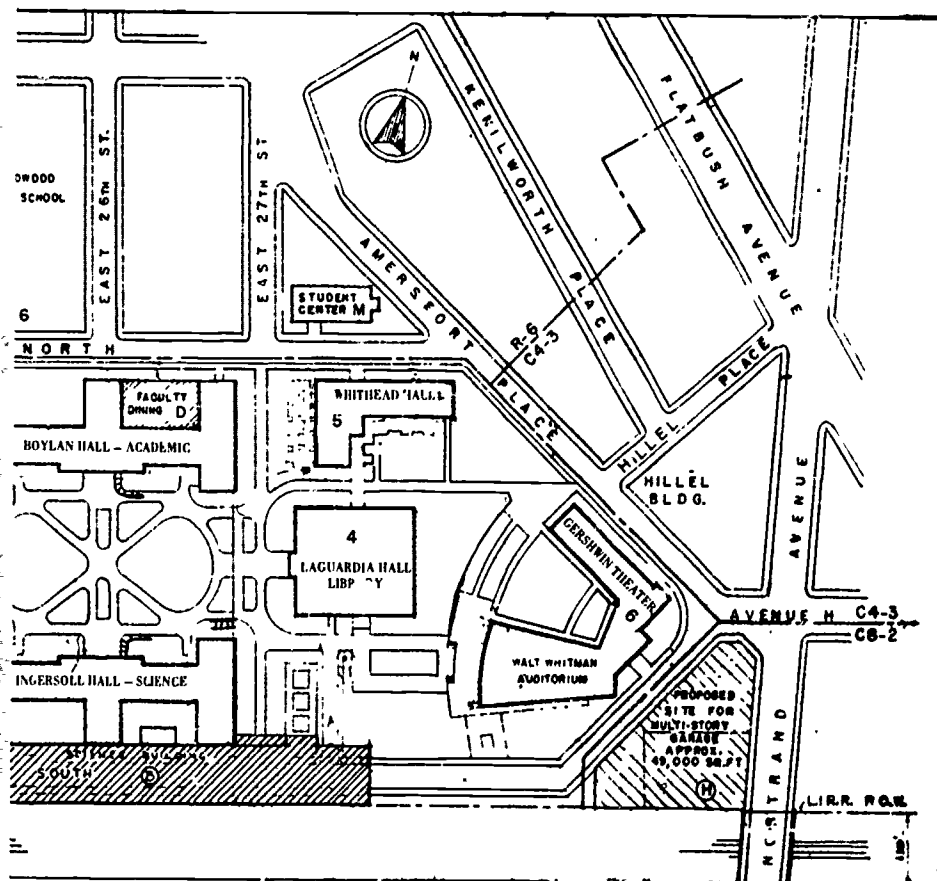 N
KENILWORTH PLACE
FLATBUSH AVENUE
SCHOOL
EAST 26TH ST.
EAST 27TH ST
AMERSFORT PLACE
6
STUDENT
CENTER M
R-6
C4-3
NORTH
HILLEL PLACE
FACULTY
DINING D
WHITHEAD HALL
5
BOYLAN HALL – ACADEMIC
HILLEL
BLDG.
AVENUE
4
LAGUARDIA HALL
GERSHWIN THEATER
6
AVENUE H C4-3
C6-2
WALT WHITMAN
AUDITORIUM
INGERSOLL HALL – SCIENCE
PROPOSED
SITE FOR
MULTI-STORY
GARAGE
APPROX.
49,000 SQ.FT
H
SOUTH
NOSTRAND
L.I.R.R. R.O.W.